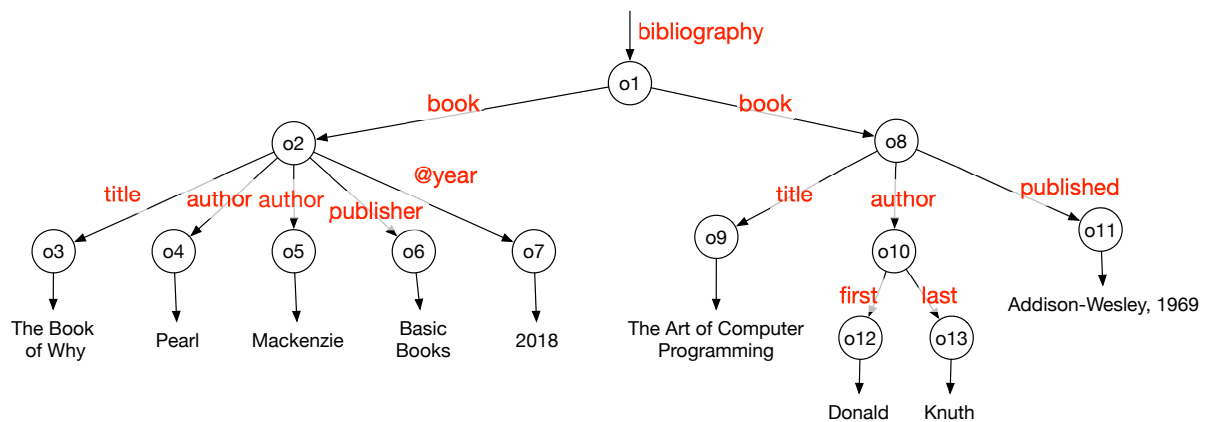 bibliography
o1
book
book
o2
o8
title
author
author
publisher
@year
title
author
published
o3
o4
o5
o6
o7
o9
o10
o11
The Book
of Why
Pearl
Mackenzie
Basic
Books
2018
The Art of Computer
Programming
first
last
Addison-Wesley, 1969
o12
o13
Donald
Knuth